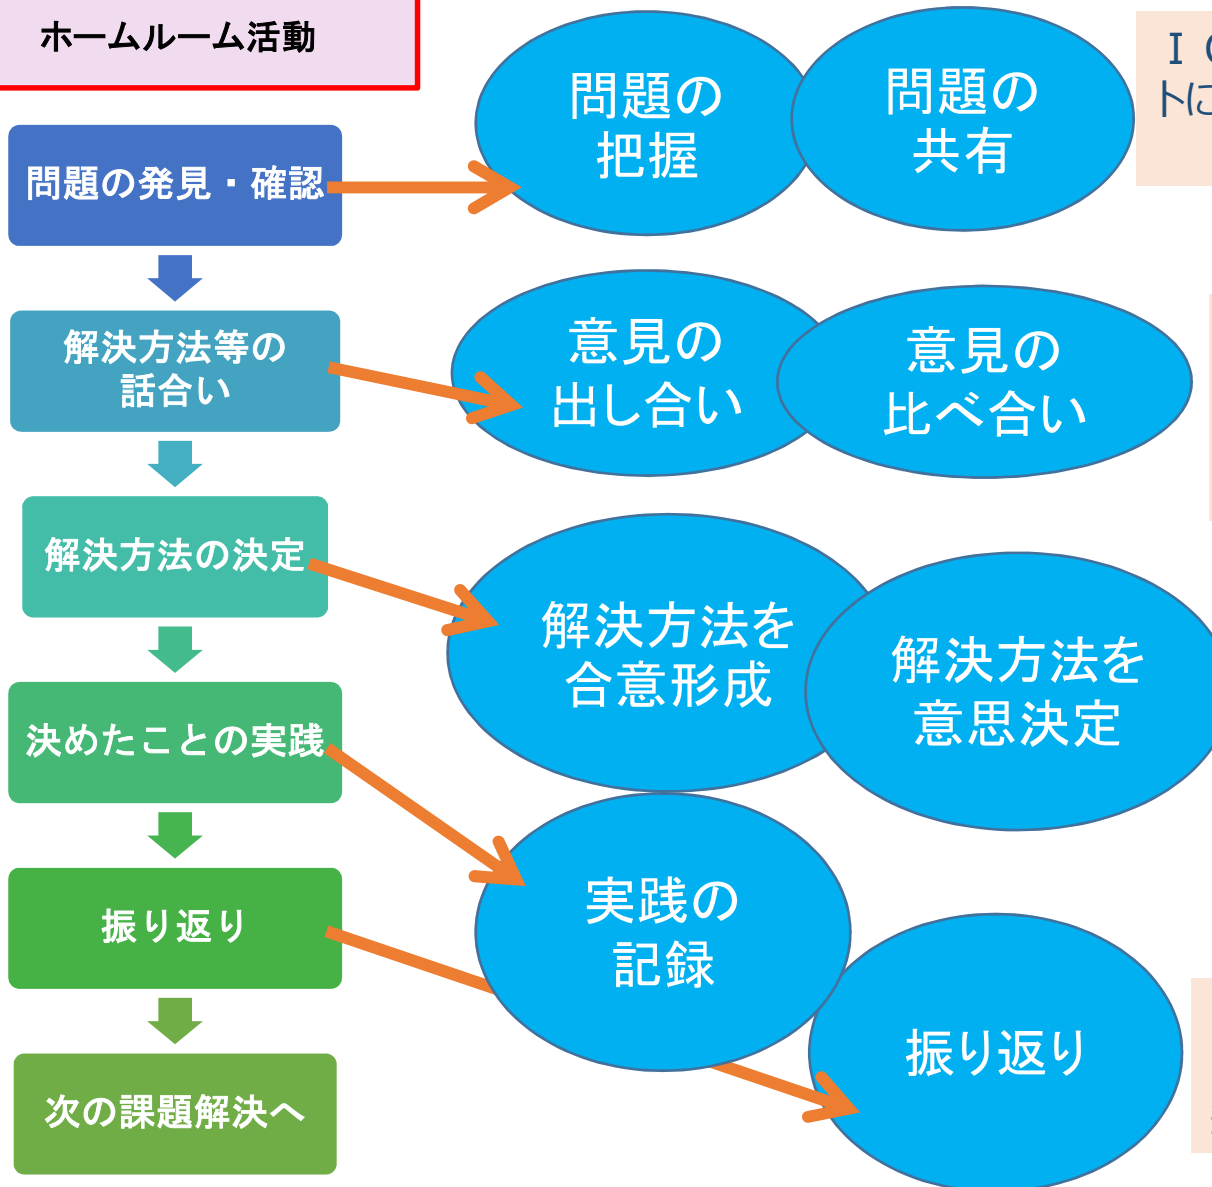 ホームルーム活動
問題の発見・確認
問題の
把握
問題の
共有
Ｉ
トに
解決方法等の
話合い
意見の
出し合い
意見の
比べ合い
解決方法の決定
解決方法を
合意形成
解決方法を
意思決定
決めたことの実践
実践の
記録
振り返り
振り返り
次の課題解決へ